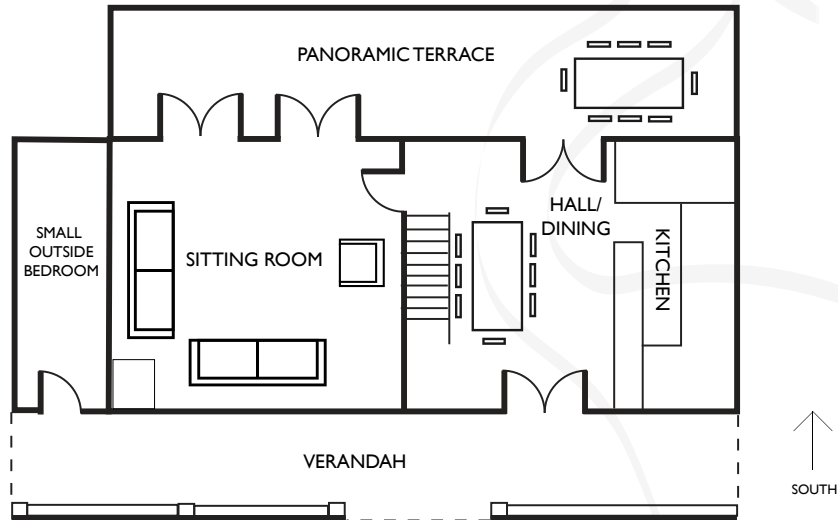 PANORAMIC TERRACE
SMALL
OUTSIDE
BEDROOM
SITTING ROOM
HALL/
DINING
KITCHEN
VERANDAH
SOUTH